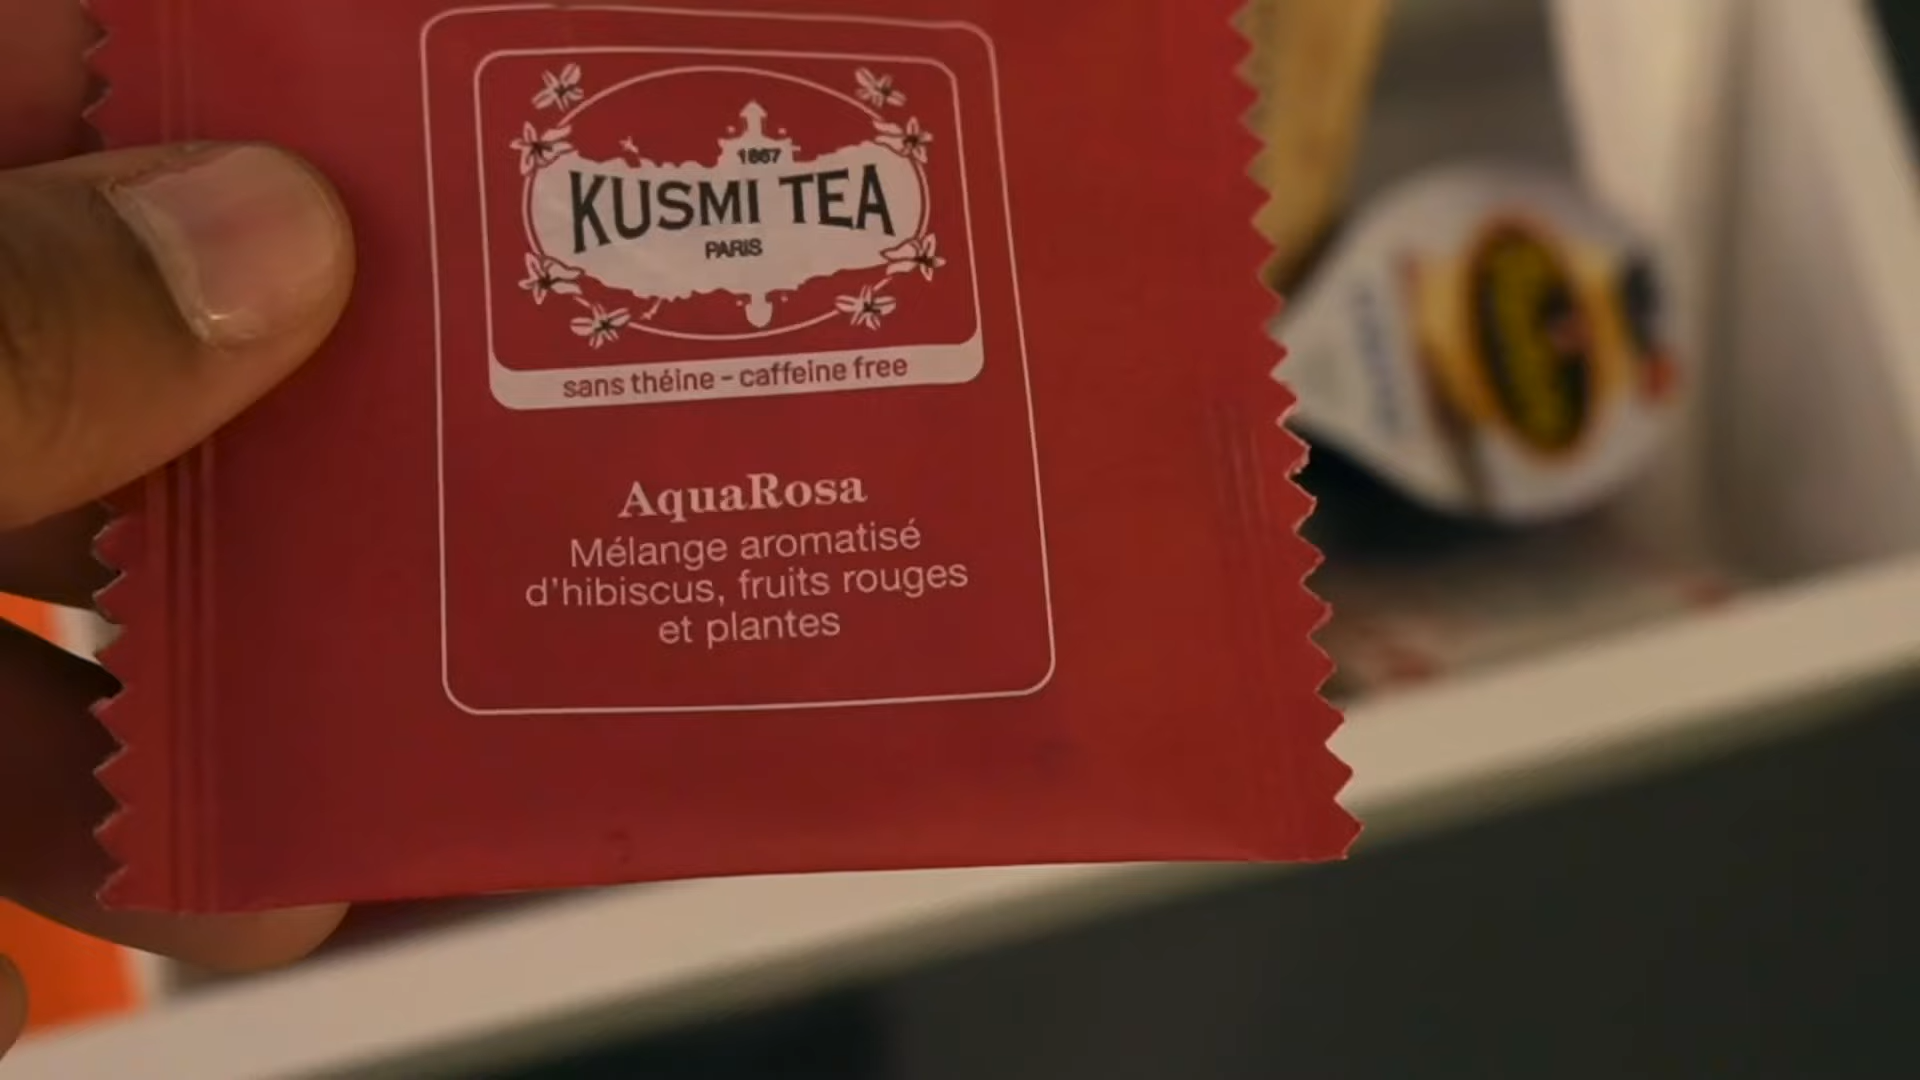 1867
KUSMI TEA
PARIS
sans théine - caffeine free
AquaRosa
Mélange aromatisé
d'hibiscus, fruits rouges
et plantes